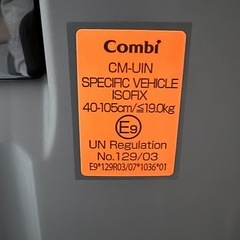 Combi
CM-UIN
SPECIFIC VEHICLE
ISOFIX
40-105cm/≦19.0kg
E9
UN Regulation
No.129/03
E9*129R03/07*1036*01